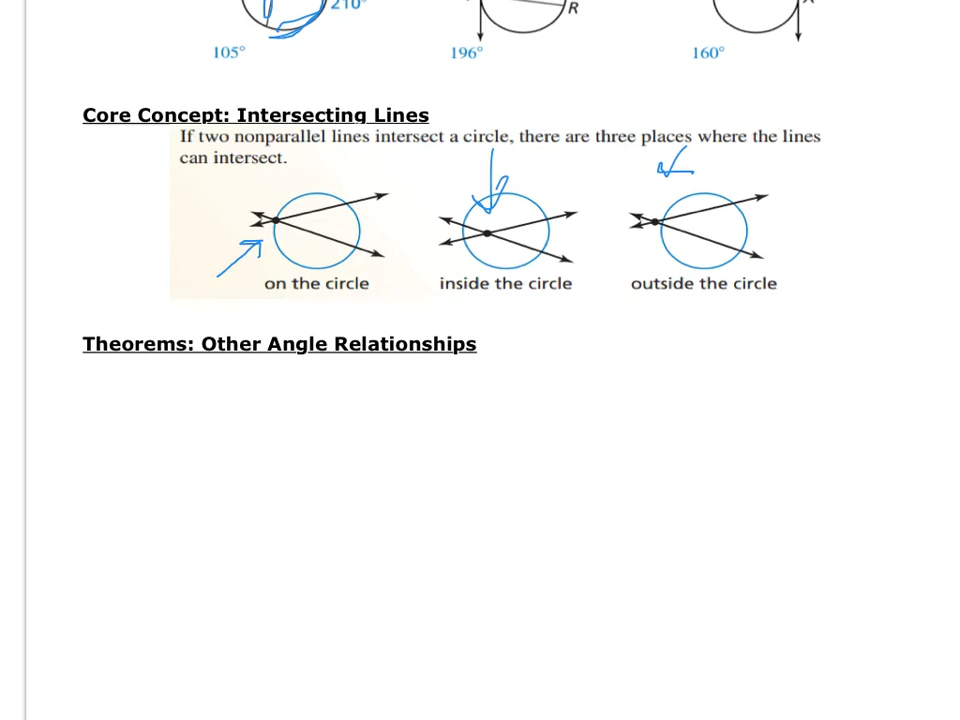 210°
R
105°
196°
160°
Core Concept: Intersecting Lines
If two nonparallel lines intersect a circle, there are three places where the lines
can intersect.
on the circle
inside the circle
outside the circle
Theorems: Other Angle Relationships